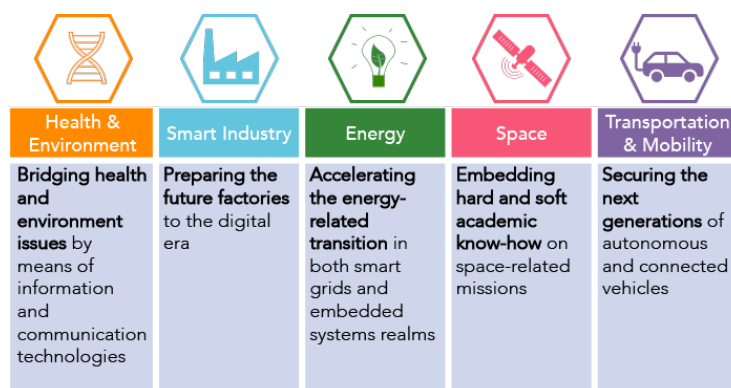 Health &
Environment
Bridging health
and
environment
issues by
means of
information
and
communication
technologies
Smart Industry
Preparing the
future factories
to the digital
era
Energy
Accelerating
the energy-
related
transition in
both smart
grids and
embedded
systems realms
Space
Embedding
hard and soft
academic
know-how on
space-related
missions
Transportation
& Mobility
Securing the
next
generations of
autonomous
and connected
vehicles